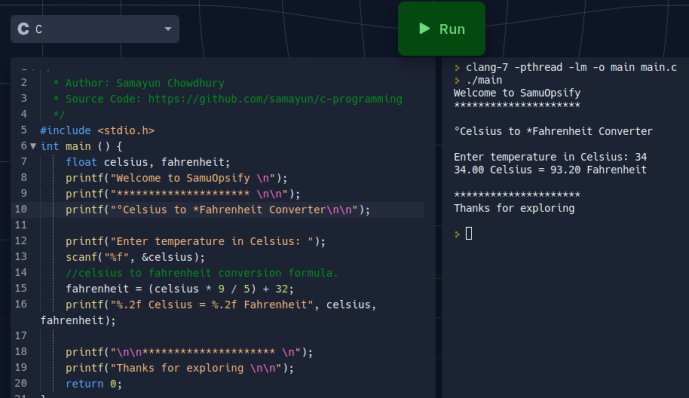 C
Run
2 * Author: Samayun Chowdhury
3 * Source Code: https://github.com/samayun/c-programming
4 */
5 #include <stdio.h>
6 int main () {
7 float celsius, fahrenheit;
8 printf("Welcome to SamuOpsify \n");
9 printf("********************** \n\n");
10 printf("°Celsius to *Fahrenheit Converter\n\n");
11
12 printf("Enter temperature in Celsius: ");
13 scanf("%f", &celsius);
14 //celsius to fahrenheit conversion formula.
15 fahrenheit = (celsius * 9 / 5) + 32;
16 printf("%.2f Celsius = %.2f Fahrenheit", celsius,
fahrenheit);
17
18 printf("\n\n********************** \n");
19 printf("Thanks for exploring \n\n");
20 return 0;
clang-7 -pthread -lm -o main main.c
./main
Welcome to SamuOpsify
*********************
°Celsius to *Fahrenheit Converter
Enter temperature in Celsius: 34
34.00 Celsius = 93.20 Fahrenheit
*********************
Thanks for exploring